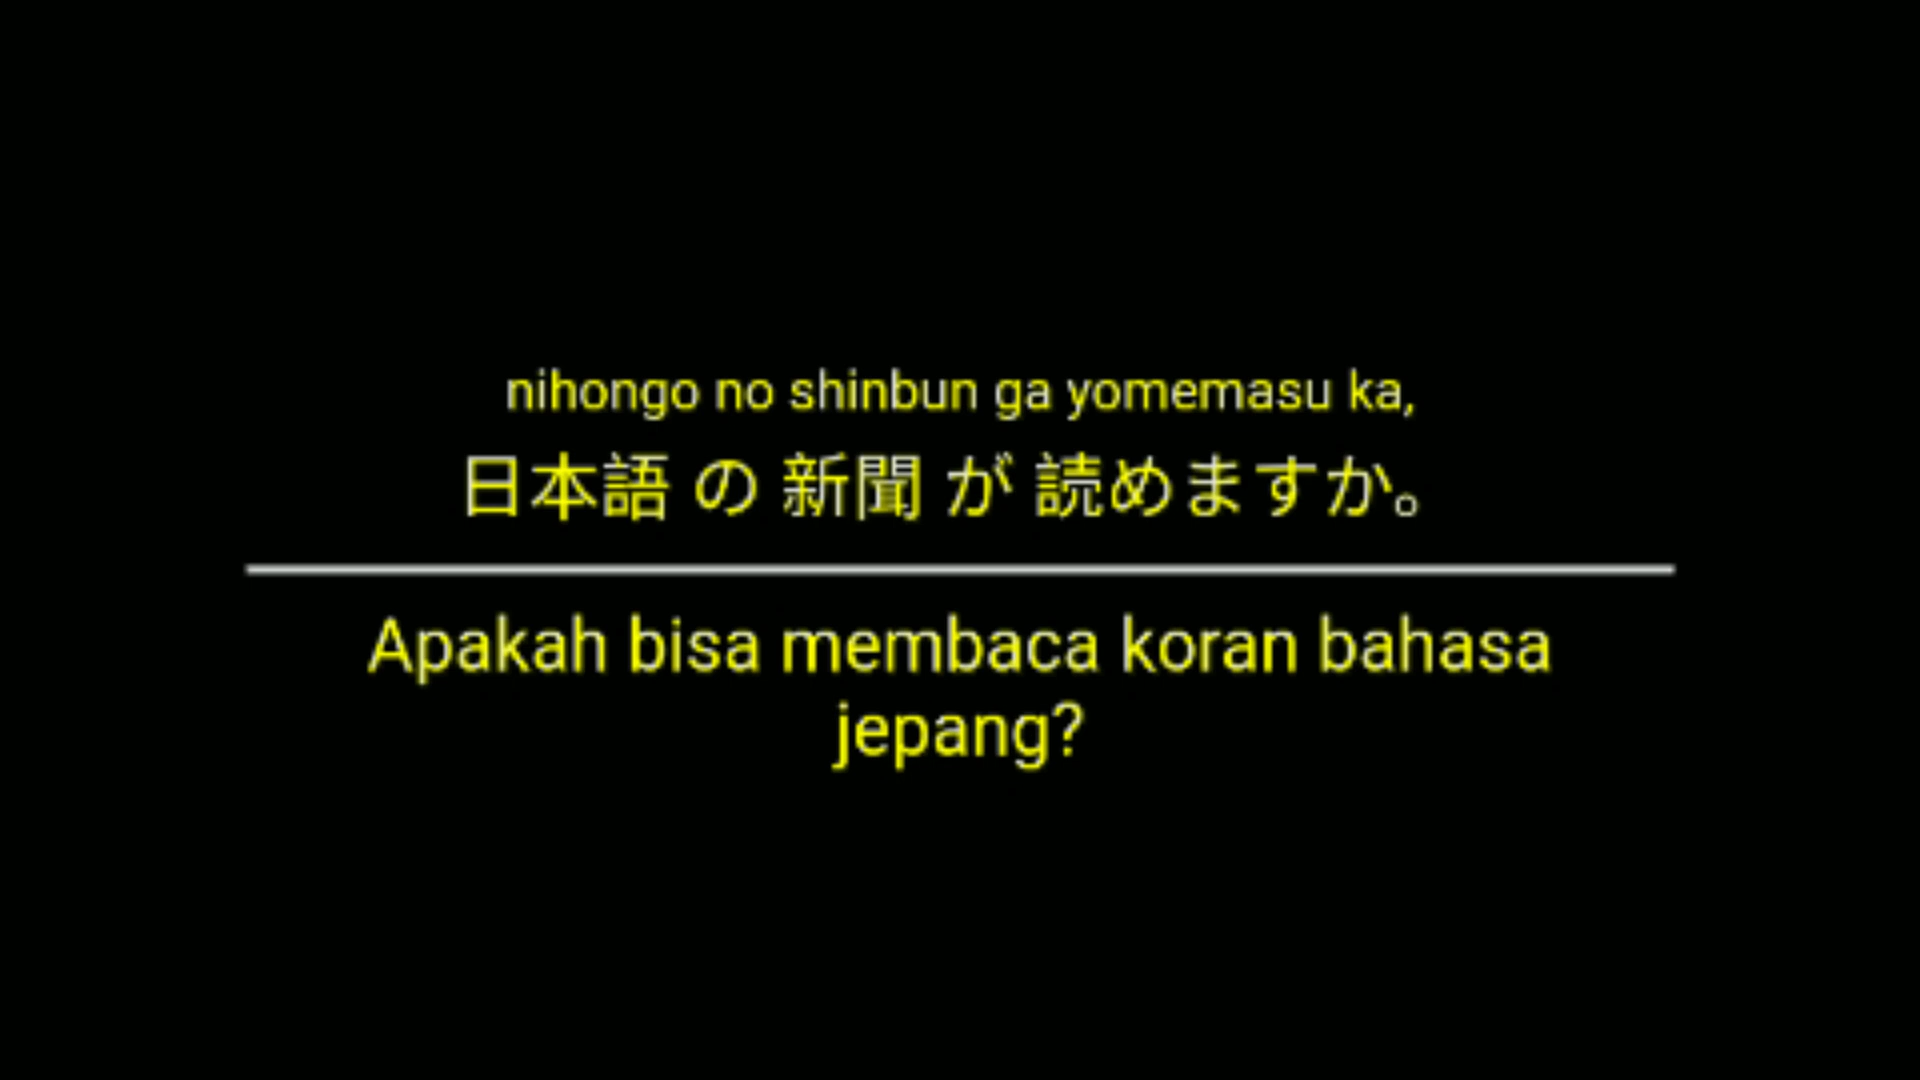 nihongo no shinbun ga yomemasu ka,
日本語 の 新聞 が 読めますか。
Apakah bisa membaca koran bahasa
jepang?